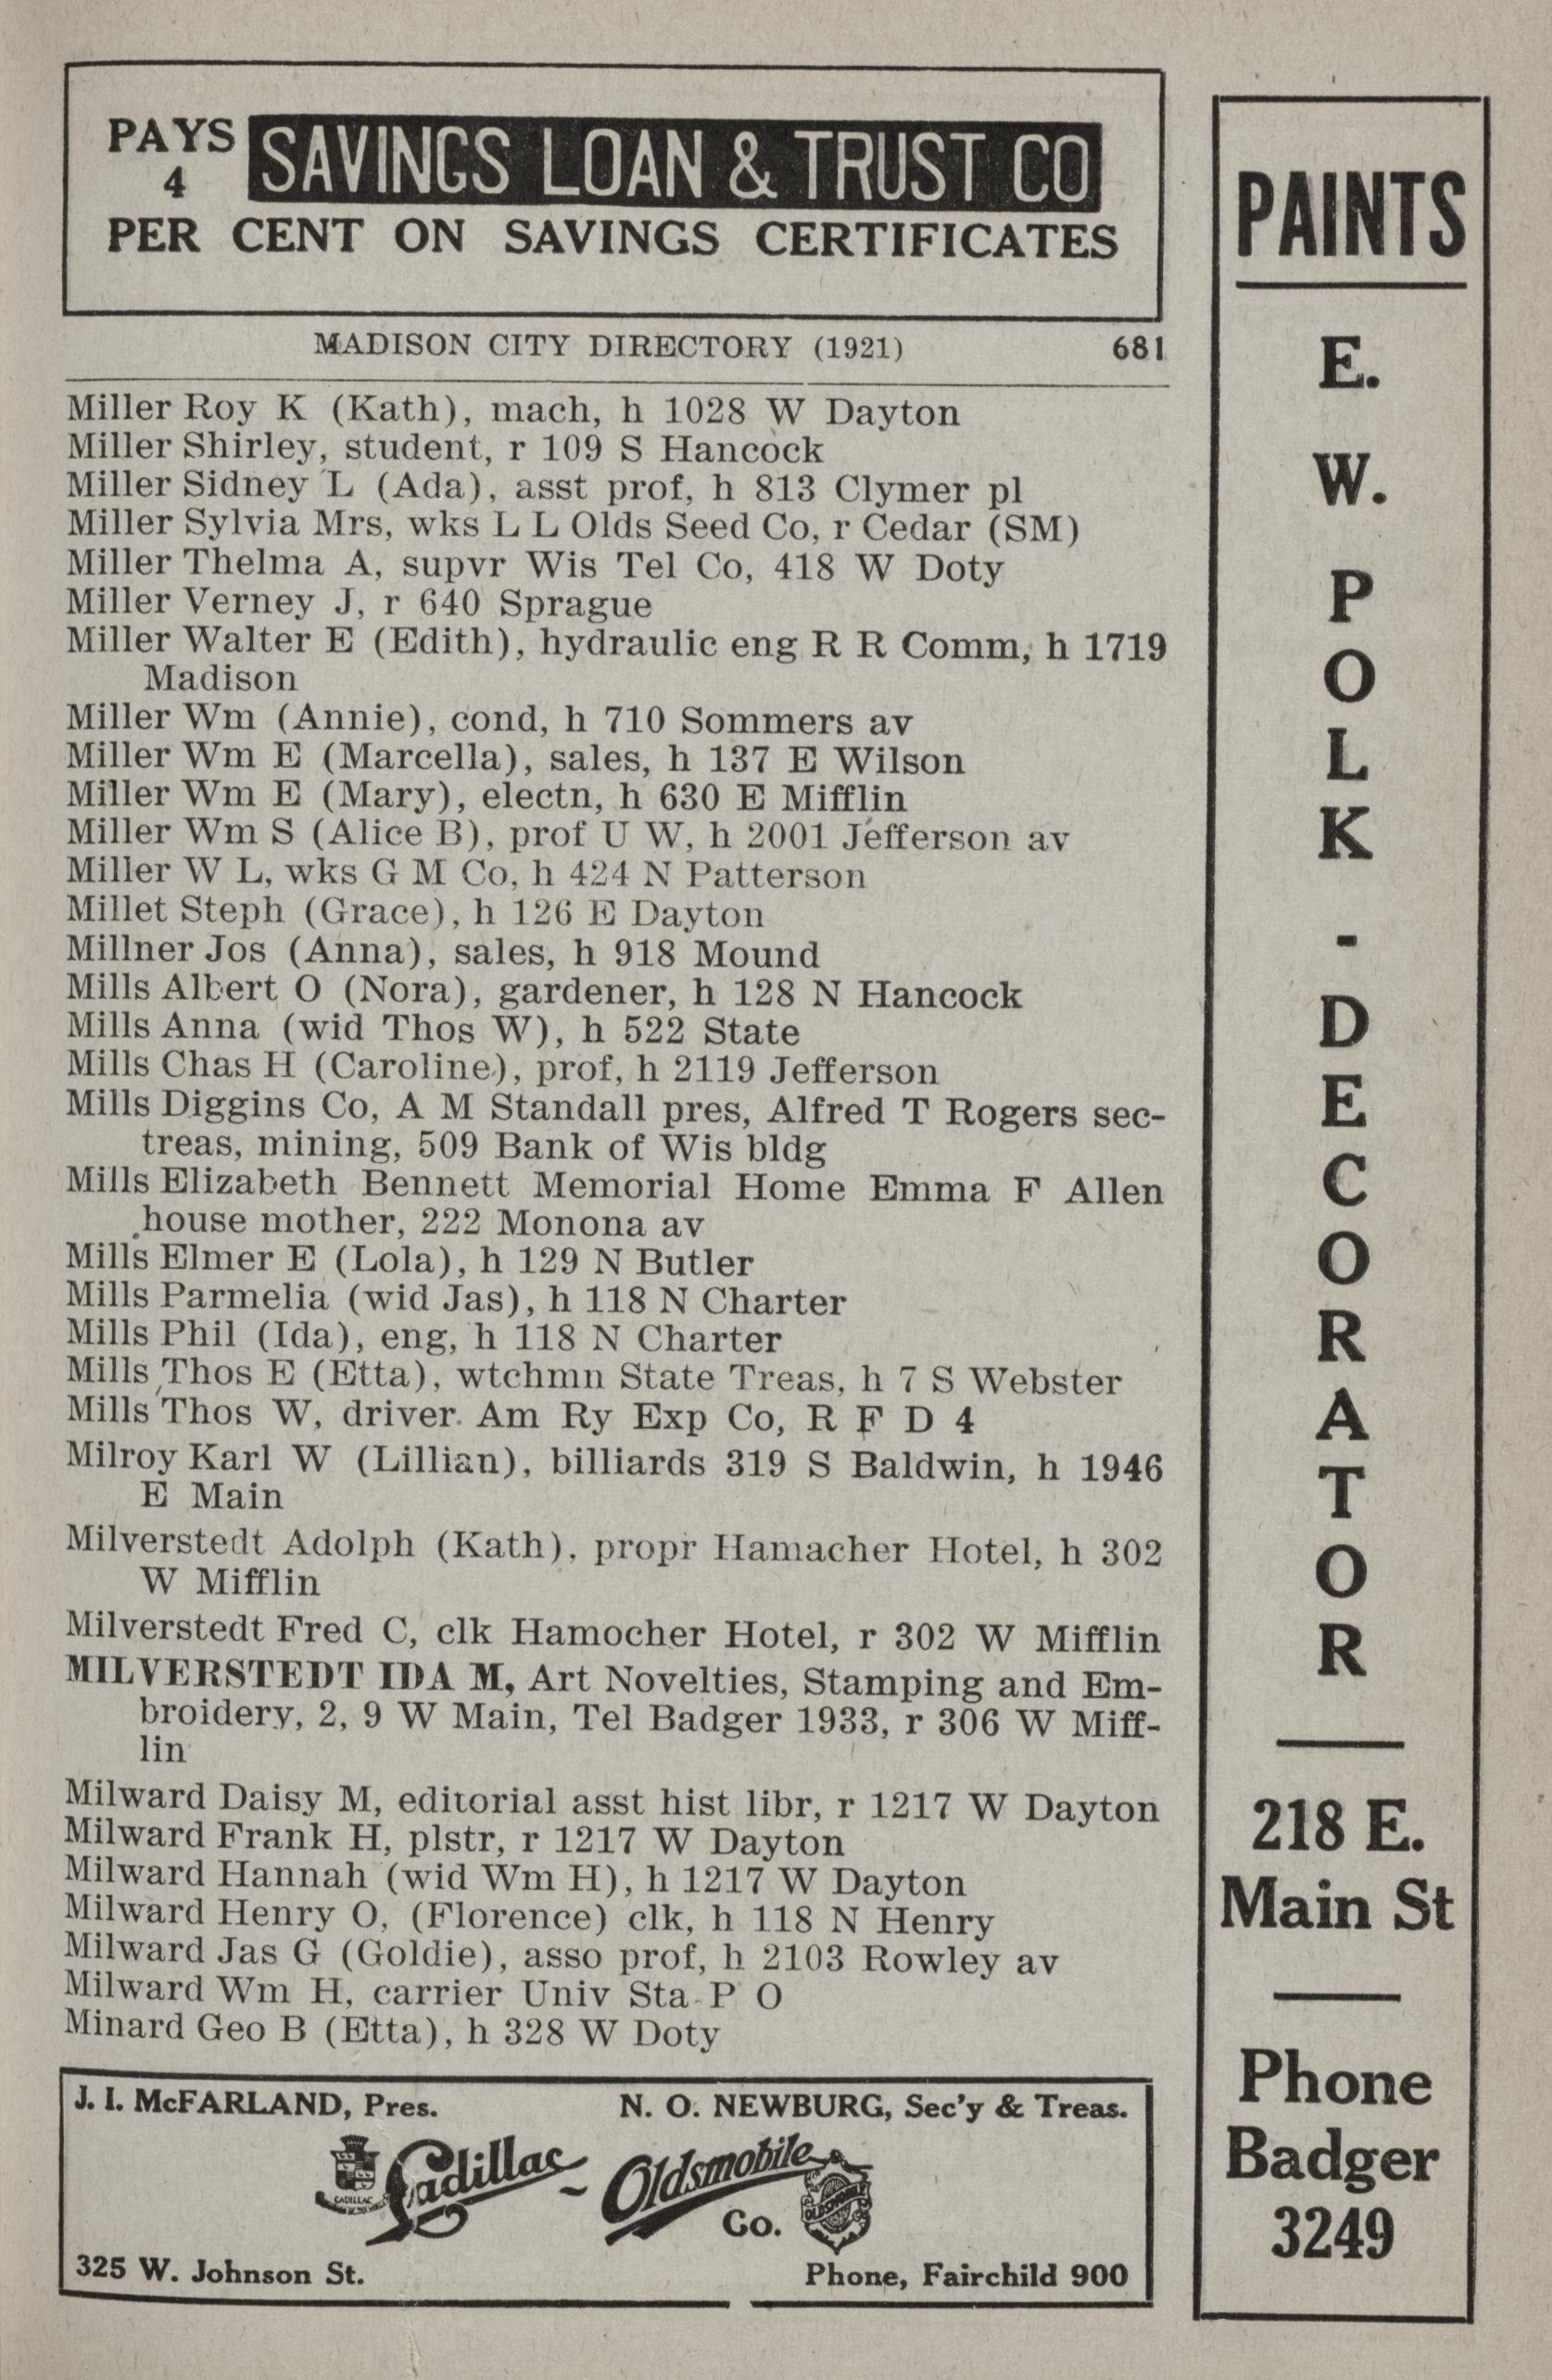 PAYS
4
SAVINGS LOAN & TRUST CO
PER CENT ON SAVINGS CERTIFICATES
MADISON CITY DIRECTORY (1921) 681
Miller Roy K (Kath), mach, h 1028 W Dayton
Miller Shirley, student, r 109 S Hancock
Miller Sidney L (Ada), asst prof, h 813 Clymer pl
Miller Sylvia Mrs, wks L L Olds Seed Co, r Cedar (SM)
Miller Thelma A, supvr Wis Tel Co, 418 W Doty
Miller Verney J, r 640 Sprague
Miller Walter E (Edith), hydraulic eng R R Comm, h 1719
Madison
Miller Wm (Annie), cond, h 710 Sommers av
Miller Wm E (Marcella), sales, h 137 E Wilson
Miller Wm E (Mary), electn, h 630 E Mifflin
Miller Wm S (Alice B), prof U W, h 2001 Jefferson av
Miller W L, wks G M Co, h 424 N Patterson
Millet Steph (Grace), h 126 E Dayton
Millner Jos (Anna), sales, h 918 Mound
Mills Albert O (Nora), gardener, h 128 N Hancock
Mills Anna (wid Thos W), h 522 State
Mills Chas H (Caroline), prof, h 2119 Jefferson
Mills Diggins Co, A M Standall pres, Alfred T Rogers sec-
treas, mining, 509 Bank of Wis bldg
Mills Elizabeth Bennett Memorial Home Emma F Allen
house mother, 222 Monona av
Mills Elmer E (Lola), h 129 N Butler
Mills Parmelia (wid Jas), h 118 N Charter
Mills Phil (Ida), eng, h 118 N Charter
Mills Thos E (Etta), wtchmn State Treas, h 7 S Webster
Mills Thos W, driver. Am Ry Exp Co, R F D 4
Milroy Karl W (Lillian), billiards 319 S Baldwin, h 1946
E Main
Milverstedt Adolph (Kath), propr Hamacher Hotel, h 302
W Mifflin
Milverstedt Fred C, clk Hamocher Hotel, r 302 W Mifflin
MILVERSTEDT IDA M, Art Novelties, Stamping and Em-
broidery, 2, 9 W Main, Tel Badger 1933, r 306 W Miff-
lin
Milward Daisy M, editorial asst hist libr, r 1217 W Dayton
Milward Frank H, plstr, r 1217 W Dayton
Milward Hannah (wid Wm H), h 1217 W Dayton
Milward Henry O, (Florence) clk, h 118 N Henry
Milward Jas G (Goldie), asso prof, h 2103 Rowley av
Milward Wm H, carrier Univ Sta P O
Minard Geo B (Etta), h 328 W Doty
J. I. McFARLAND, Pres. N. O. NEWBURG, Sec'y & Treas.
CADILLAC
Cadillac - Oldsmobile
Co.
OLDSMOBILE
325 W. Johnson St. Phone, Fairchild 900
PAINTS
E.
W.
P
O
L
K
-
D
E
C
O
R
A
T
O
R
218 E.
Main St
Phone
Badger
3249